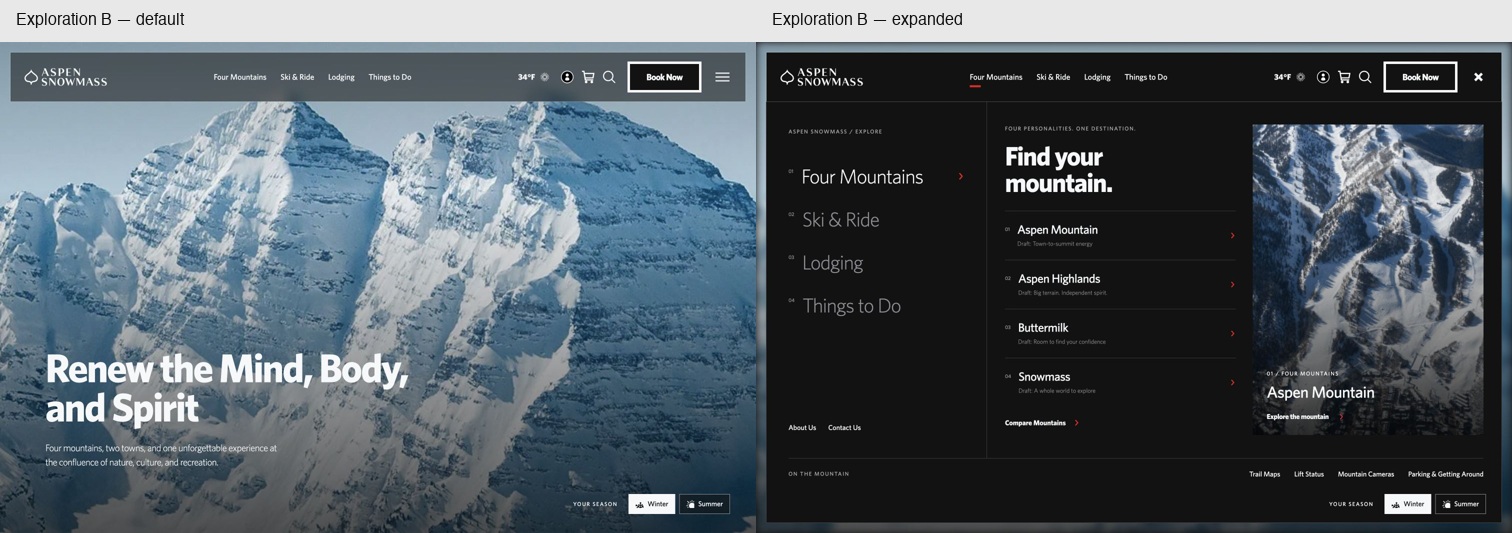 Exploration B — default
ASPEN
SNOWMASS
Four Mountains Ski & Ride Lodging Things to Do
34°F
Book Now
Renew the Mind, Body,
and Spirit
Four mountains, two towns, and one unforgettable experience at
the confluence of nature, culture, and recreation.
YOUR SEASON Winter Summer
Exploration B — expanded
ASPEN
SNOWMASS
Four Mountains Ski & Ride Lodging Things to Do
34°F
Book Now
ASPEN SNOWMASS / EXPLORE
01 Four Mountains
02 Ski & Ride
03 Lodging
04 Things to Do
About Us Contact Us
FOUR PERSONALITIES. ONE DESTINATION.
Find your
mountain.
01 Aspen Mountain
Draft: Town-to-summit energy
02 Aspen Highlands
Draft: Big terrain. Independent spirit.
03 Buttermilk
Draft: Room to find your confidence
04 Snowmass
Draft: A whole world to explore
Compare Mountains
01 / FOUR MOUNTAINS
Aspen Mountain
Explore the mountain
ON THE MOUNTAIN
Trail Maps Lift Status Mountain Cameras Parking & Getting Around
YOUR SEASON Winter Summer